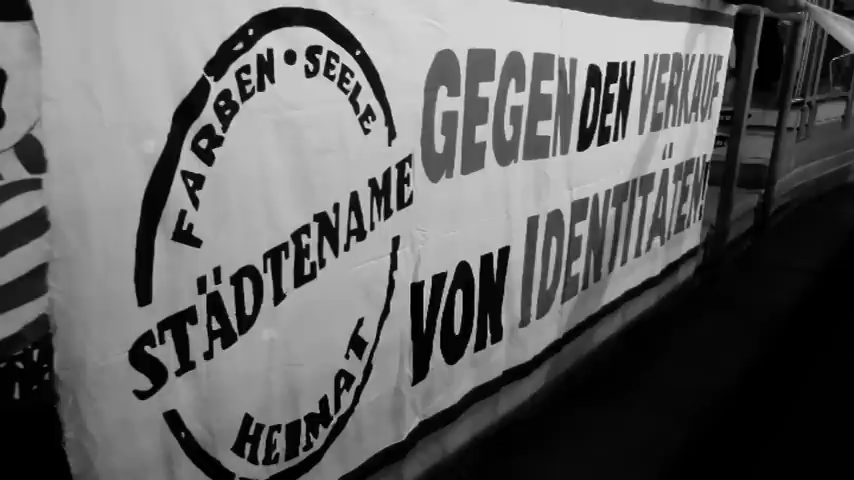 FARBEN • SEELE
STÄDTENAME
HEIMAT
GEGEN DEN VERKAUF
VON IDENTITÄTEN!